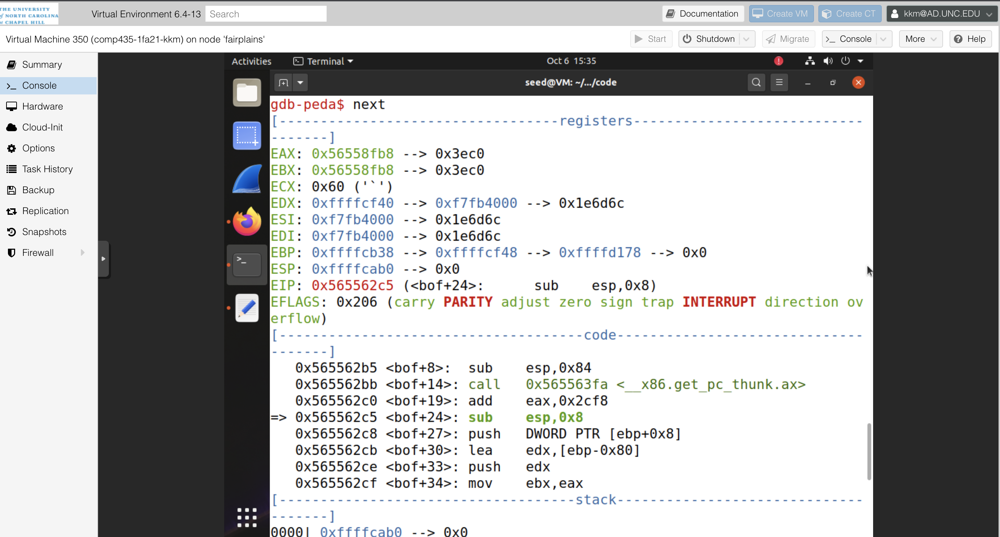 THE UNIVERSITY
of NORTH CAROLINA
at CHAPEL HILL
Virtual Environment 6.4-13
Search
Documentation
Create VM
Create CT
kkm@AD.UNC.EDU
Virtual Machine 350 (comp435-1fa21-kkm) on node 'fairplains'
Start
Shutdown
Migrate
Console
More
Help
Summary
Console
Hardware
Cloud-Init
Options
Task History
Backup
Replication
Snapshots
Firewall
Activities
Terminal
Oct 6 15:35
seed@VM: ~/.../code
gdb-peda$ next
[----------------------------------registers----------------------------
-------]
EAX: 0x56558fb8 --> 0x3ec0
EBX: 0x56558fb8 --> 0x3ec0
ECX: 0x60 ('`')
EDX: 0xffffcf40 --> 0xf7fb4000 --> 0x1e6d6c
ESI: 0xf7fb4000 --> 0x1e6d6c
EDI: 0xf7fb4000 --> 0x1e6d6c
EBP: 0xffffcb38 --> 0xffffcf48 --> 0xffffd178 --> 0x0
ESP: 0xffffcab0 --> 0x0
EIP: 0x565562c5 (<bof+24>:      sub    esp,0x8)
EFLAGS: 0x206 (carry PARITY adjust zero sign trap INTERRUPT direction ov
erflow)
[-------------------------------------code------------------------------
-------]
   0x565562b5 <bof+8>:  sub    esp,0x84
   0x565562bb <bof+14>: call   0x565563fa <__x86.get_pc_thunk.ax>
   0x565562c0 <bof+19>: add    eax,0x2cf8
=> 0x565562c5 <bof+24>: sub    esp,0x8
   0x565562c8 <bof+27>: push   DWORD PTR [ebp+0x8]
   0x565562cb <bof+30>: lea    edx,[ebp-0x80]
   0x565562ce <bof+33>: push   edx
   0x565562cf <bof+34>: mov    ebx,eax
[------------------------------------stack------------------------------
-------]
0000| 0xffffcab0 --> 0x0